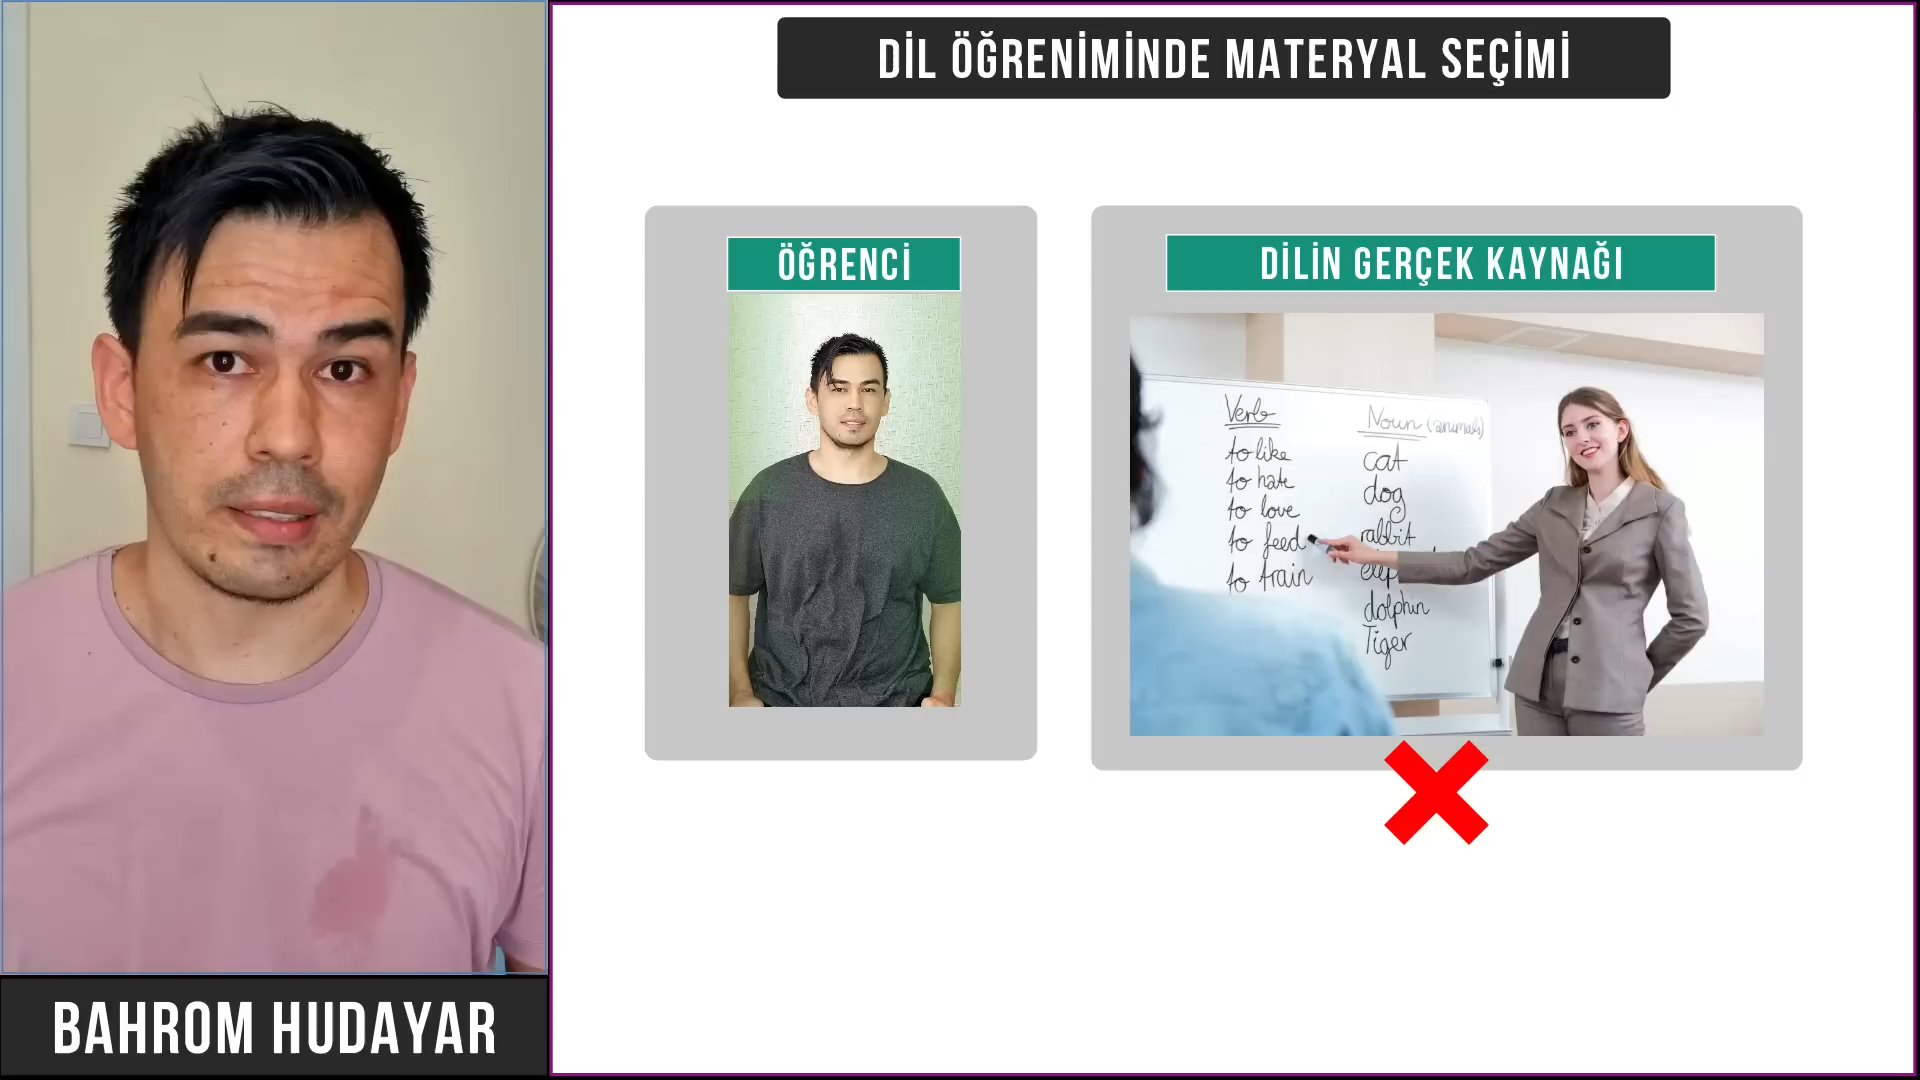 DİL ÖĞRENİMİNDE MATERYAL SEÇİMİ
ÖĞRENCİ
DİLİN GERÇEK KAYNAĞI
Verb
to like
to hate
to love
to feed
to train
Noun (animals)
cat
dog
rabbit
elep
dolphin
Tiger
BAHROM HUDAYAR